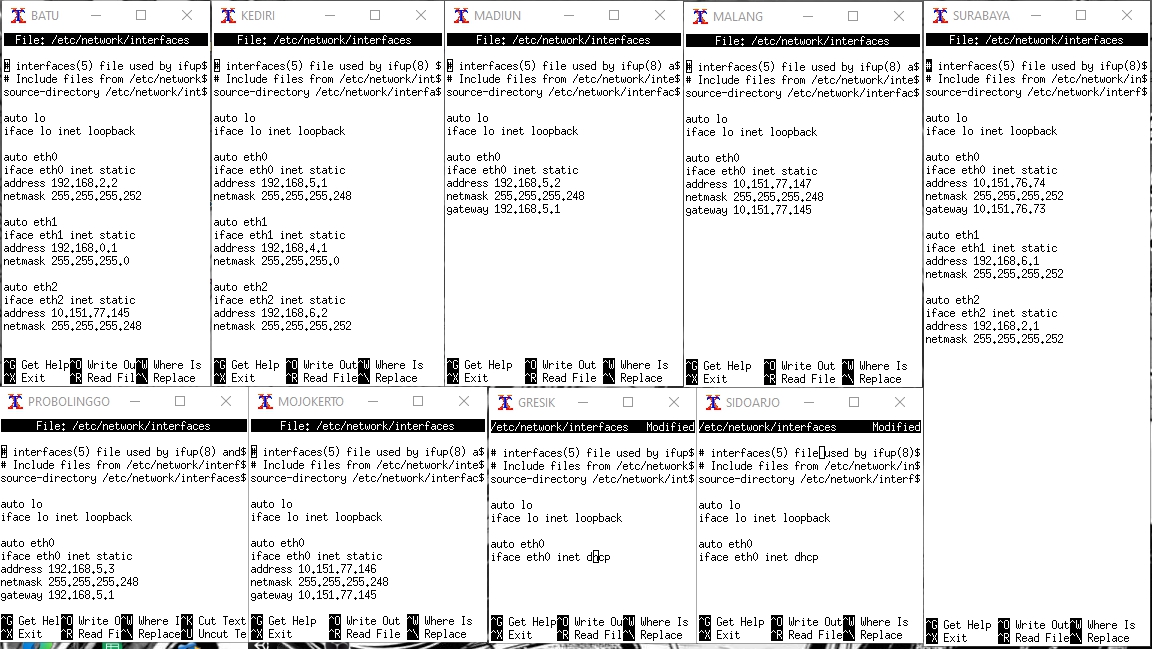 BATU
File: /etc/network/interfaces
# interfaces(5) file used by ifup$
# Include files from /etc/network$
source-directory /etc/network/int$
auto lo
iface lo inet loopback
auto eth0
iface eth0 inet static
address 192.168.2.2
netmask 255.255.255.252
auto eth1
iface eth1 inet static
address 192.168.0.1
netmask 255.255.255.0
auto eth2
iface eth2 inet static
address 10.151.77.145
netmask 255.255.255.248
^G Get Help ^O Write Ou ^W Where Is
^X Exit ^R Read Fil ^\ Replace
KEDIRI
File: /etc/network/interfaces
# interfaces(5) file used by ifup(8) $
# Include files from /etc/network/int$
source-directory /etc/network/interfa$
auto lo
iface lo inet loopback
auto eth0
iface eth0 inet static
address 192.168.5.1
netmask 255.255.255.248
auto eth1
iface eth1 inet static
address 192.168.4.1
netmask 255.255.255.0
auto eth2
iface eth2 inet static
address 192.168.6.2
netmask 255.255.255.252
^G Get Help ^O Write Out ^W Where Is
^X Exit ^R Read File ^\ Replace
MADIUN
File: /etc/network/interfaces
# interfaces(5) file used by ifup(8) a$
# Include files from /etc/network/inte$
source-directory /etc/network/interfac$
auto lo
iface lo inet loopback
auto eth0
iface eth0 inet static
address 192.168.5.2
netmask 255.255.255.248
gateway 192.168.5.1
^G Get Help ^O Write Out ^W Where Is
^X Exit ^R Read File ^\ Replace
MALANG
File: /etc/network/interfaces
# interfaces(5) file used by ifup(8) a$
# Include files from /etc/network/inte$
source-directory /etc/network/interfac$
auto lo
iface lo inet loopback
auto eth0
iface eth0 inet static
address 10.151.77.147
netmask 255.255.255.248
gateway 10.151.77.145
^G Get Help ^O Write Out ^W Where Is
^X Exit ^R Read File ^\ Replace
SURABAYA
File: /etc/network/interfaces
# interfaces(5) file used by ifup(8)$
# Include files from /etc/network/in$
source-directory /etc/network/interf$
auto lo
iface lo inet loopback
auto eth0
iface eth0 inet static
address 10.151.76.74
netmask 255.255.255.252
gateway 10.151.76.73
auto eth1
iface eth1 inet static
address 192.168.6.1
netmask 255.255.255.252
auto eth2
iface eth2 inet static
address 192.168.2.1
netmask 255.255.255.252
^G Get Help ^O Write Out ^W Where Is
^X Exit ^R Read File ^\ Replace
PROBOLINGGO
File: /etc/network/interfaces
# interfaces(5) file used by ifup(8) and$
# Include files from /etc/network/interf$
source-directory /etc/network/interfaces$
auto lo
iface lo inet loopback
auto eth0
iface eth0 inet static
address 192.168.5.3
netmask 255.255.255.248
gateway 192.168.5.1
^G Get Hel ^O Write O ^W Where I ^K Cut Text
^X Exit ^R Read Fi ^\ Replace ^U Uncut Te
MOJOKERTO
File: /etc/network/interfaces
# interfaces(5) file used by ifup(8) a$
# Include files from /etc/network/inte$
source-directory /etc/network/interfac$
auto lo
iface lo inet loopback
auto eth0
iface eth0 inet static
address 10.151.77.146
netmask 255.255.255.248
gateway 10.151.77.145
^G Get Help ^O Write Out ^W Where Is
^X Exit ^R Read File ^\ Replace
GRESIK
/etc/network/interfaces Modified
# interfaces(5) file used by ifup$
# Include files from /etc/network$
source-directory /etc/network/int$
auto lo
iface lo inet loopback
auto eth0
iface eth0 inet dhcp
^G Get Help ^O Write Ou ^W Where Is
^X Exit ^R Read Fil ^\ Replace
SIDOARJO
/etc/network/interfaces Modified
# interfaces(5) file used by ifup(8)$
# Include files from /etc/network/in$
source-directory /etc/network/interf$
auto lo
iface lo inet loopback
auto eth0
iface eth0 inet dhcp
^G Get Help ^O Write Out ^W Where Is
^X Exit ^R Read File ^\ Replace